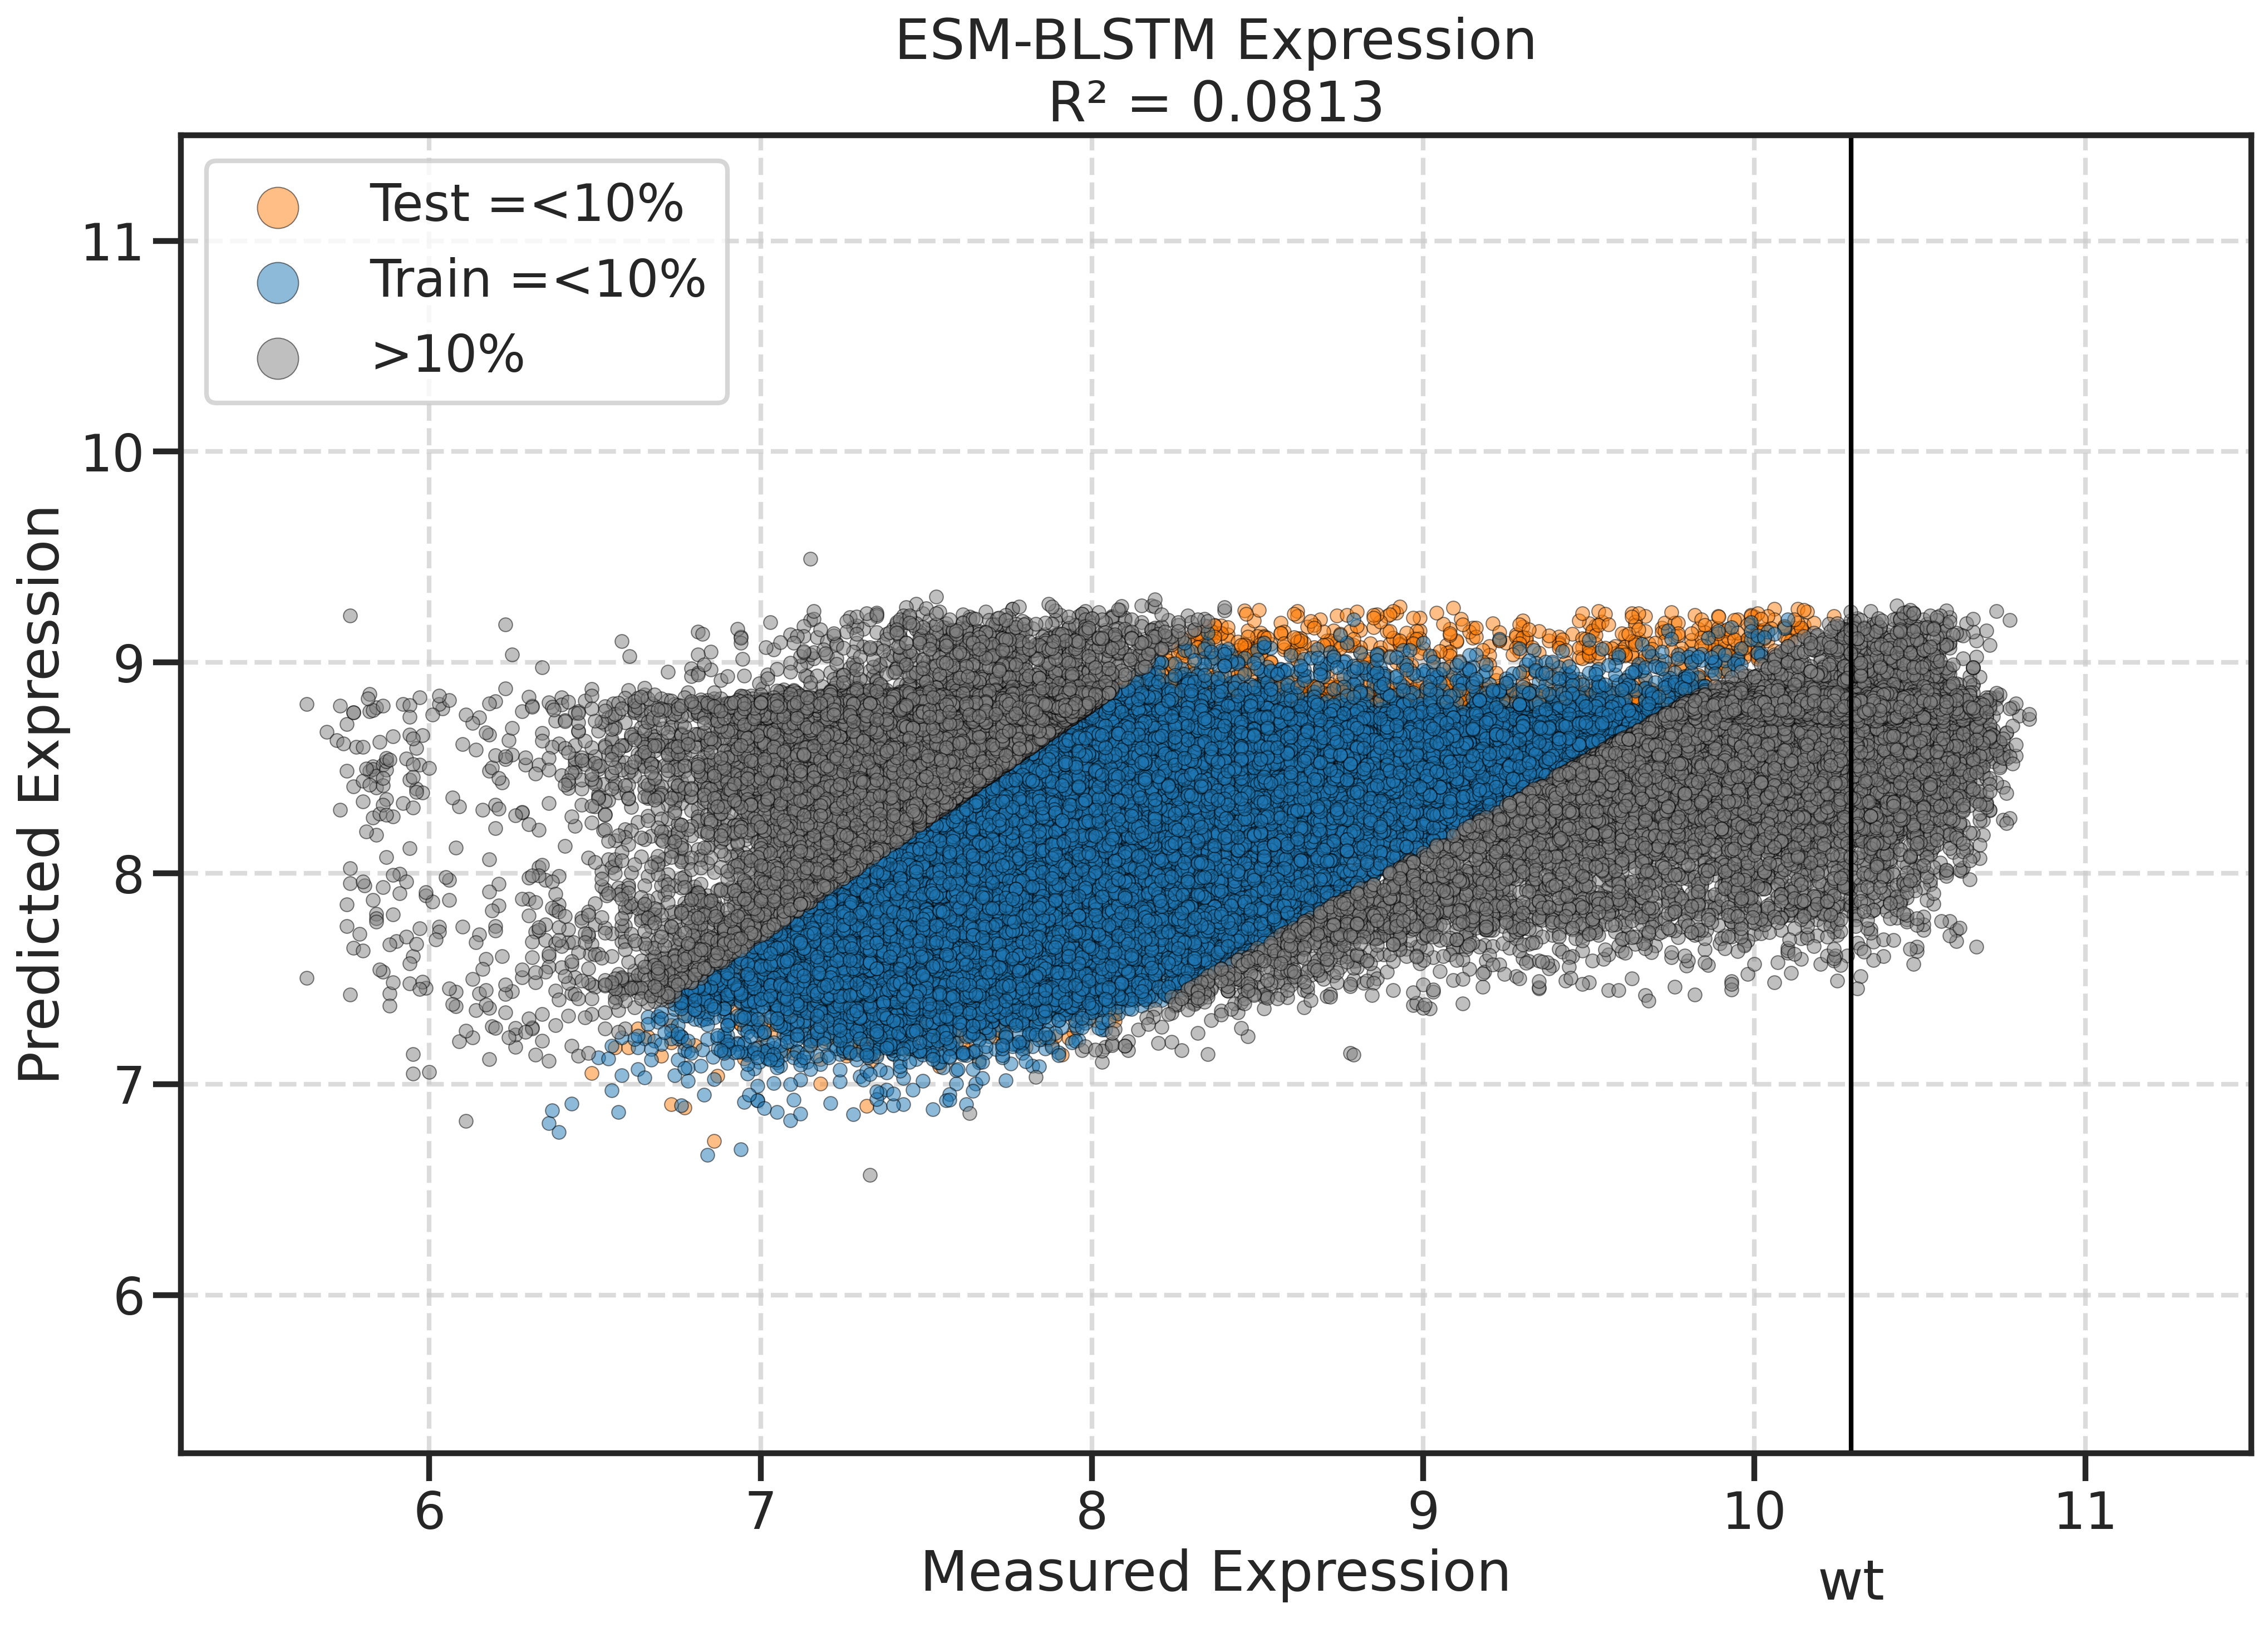 ESM-BLSTM Expression
R² = 0.0813
Test =<10%
Train =<10%
>10%
Predicted Expression
11
10
9
8
7
6
6
7
8
9
10
11
Measured Expression
wt